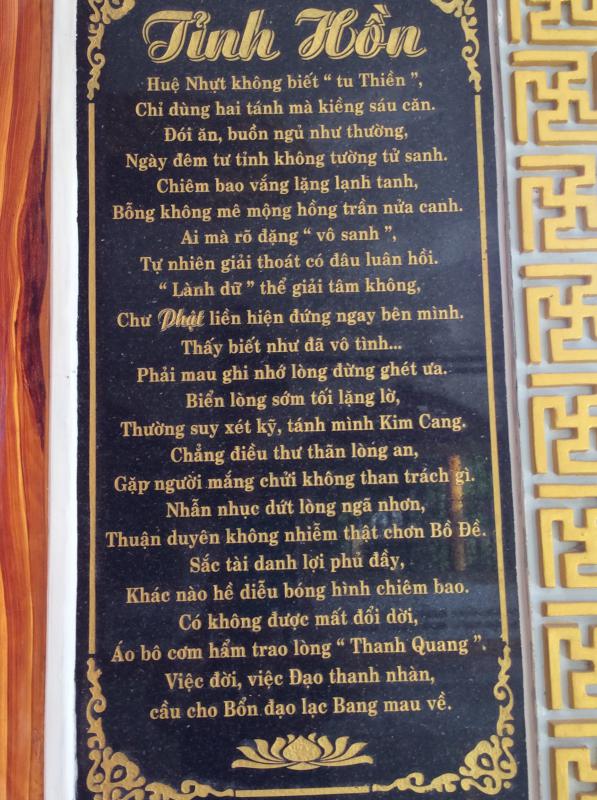 Tỉnh Hồn
Huệ Nhựt không biết “ tu Thiền ”,
Chỉ dùng hai tánh mà kiềng sáu căn.
Đói ăn, buồn ngủ như thường,
Ngày đêm tư tỉnh không tường tử sanh.
Chiêm bao vắng lặng lạnh tanh,
Bỗng không mê mộng hồng trần nửa canh.
Ai mà rõ đặng “ vô sanh ”,
Tự nhiên giải thoát có đâu luân hồi.
“ Lành dữ ” thể giải tâm không,
Chư Phật liền hiện đứng ngay bên mình.
Thấy biết như đã vô tình...
Phải mau ghi nhớ lòng đừng ghét ưa.
Biển lòng sớm tối lặng lờ,
Thường suy xét kỹ, tánh mình Kim Cang.
Chẳng điều thư thãn lòng an,
Gặp người mắng chửi không than trách gì.
Nhẫn nhục dứt lòng ngã nhơn,
Thuận duyên không nhiễm thật chơn Bồ Đề.
Sắc tài danh lợi phủ đầy,
Khác nào hề diễu bóng hình chiêm bao.
Có không được mất đổi dời,
Áo bô cơm hẩm trao lòng “ Thanh Quang ”.
Việc đời, việc Đạo thanh nhàn,
cầu cho Bổn đạo lạc Bang mau về.